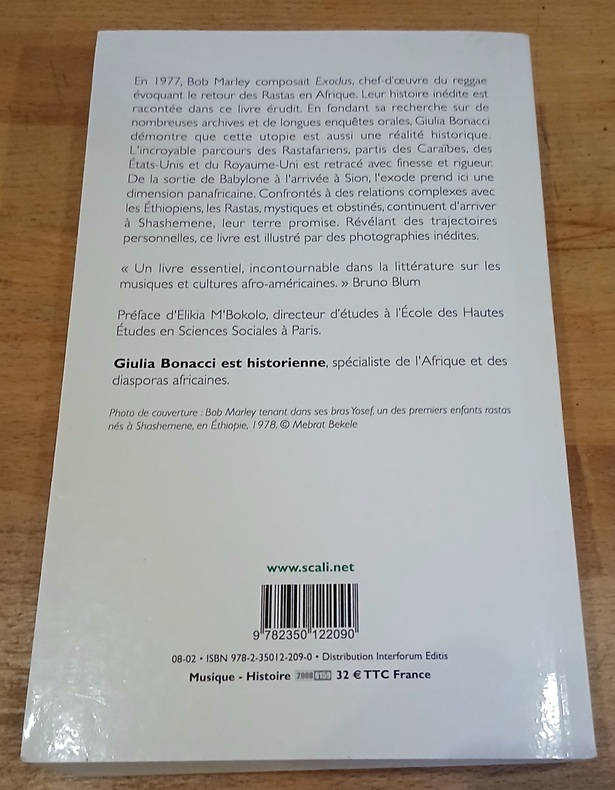 En 1977, Bob Marley composait Exodus, chef-d'œuvre du reggae
évoquant le retour des Rastas en Afrique. Leur histoire inédite est
racontée dans ce livre érudit. En fondant sa recherche sur de
nombreuses archives et de longues enquêtes orales, Giulia Bonacci
démontre que cette utopie est aussi une réalité historique.
L'incroyable parcours des Rastafariens, partis des Caraïbes, des
États-Unis et du Royaume-Uni est retracé avec finesse et rigueur.
De la sortie de Babylone à l'arrivée à Sion, l'exode prend ici une
dimension panafricaine. Confrontés à des relations complexes avec
les Éthiopiens, les Rastas, mystiques et obstinés, continuent d'arriver
à Shashemene, leur terre promise. Révélant des trajectoires
personnelles, ce livre est illustré par des photographies inédites.
« Un livre essentiel, incontournable dans la littérature sur les
musiques et cultures afro-américaines. » Bruno Blum
Préface d'Elikia M'Bokolo, directeur d'études à l'École des Hautes
Études en Sciences Sociales à Paris.
Giulia Bonacci est historienne, spécialiste de l'Afrique et des
diasporas africaines.
Photo de couverture : Bob Marley tenant dans ses bras Yosef, un des premiers enfants rastas
nés à Shashemene, en Éthiopie, 1978. © Mebrat Bekele
www.scali.net
9 782350 122090
08-02 • ISBN 978-2-35012-209-0 • Distribution Interforum Editis
Musique - Histoire 32 € TTC France